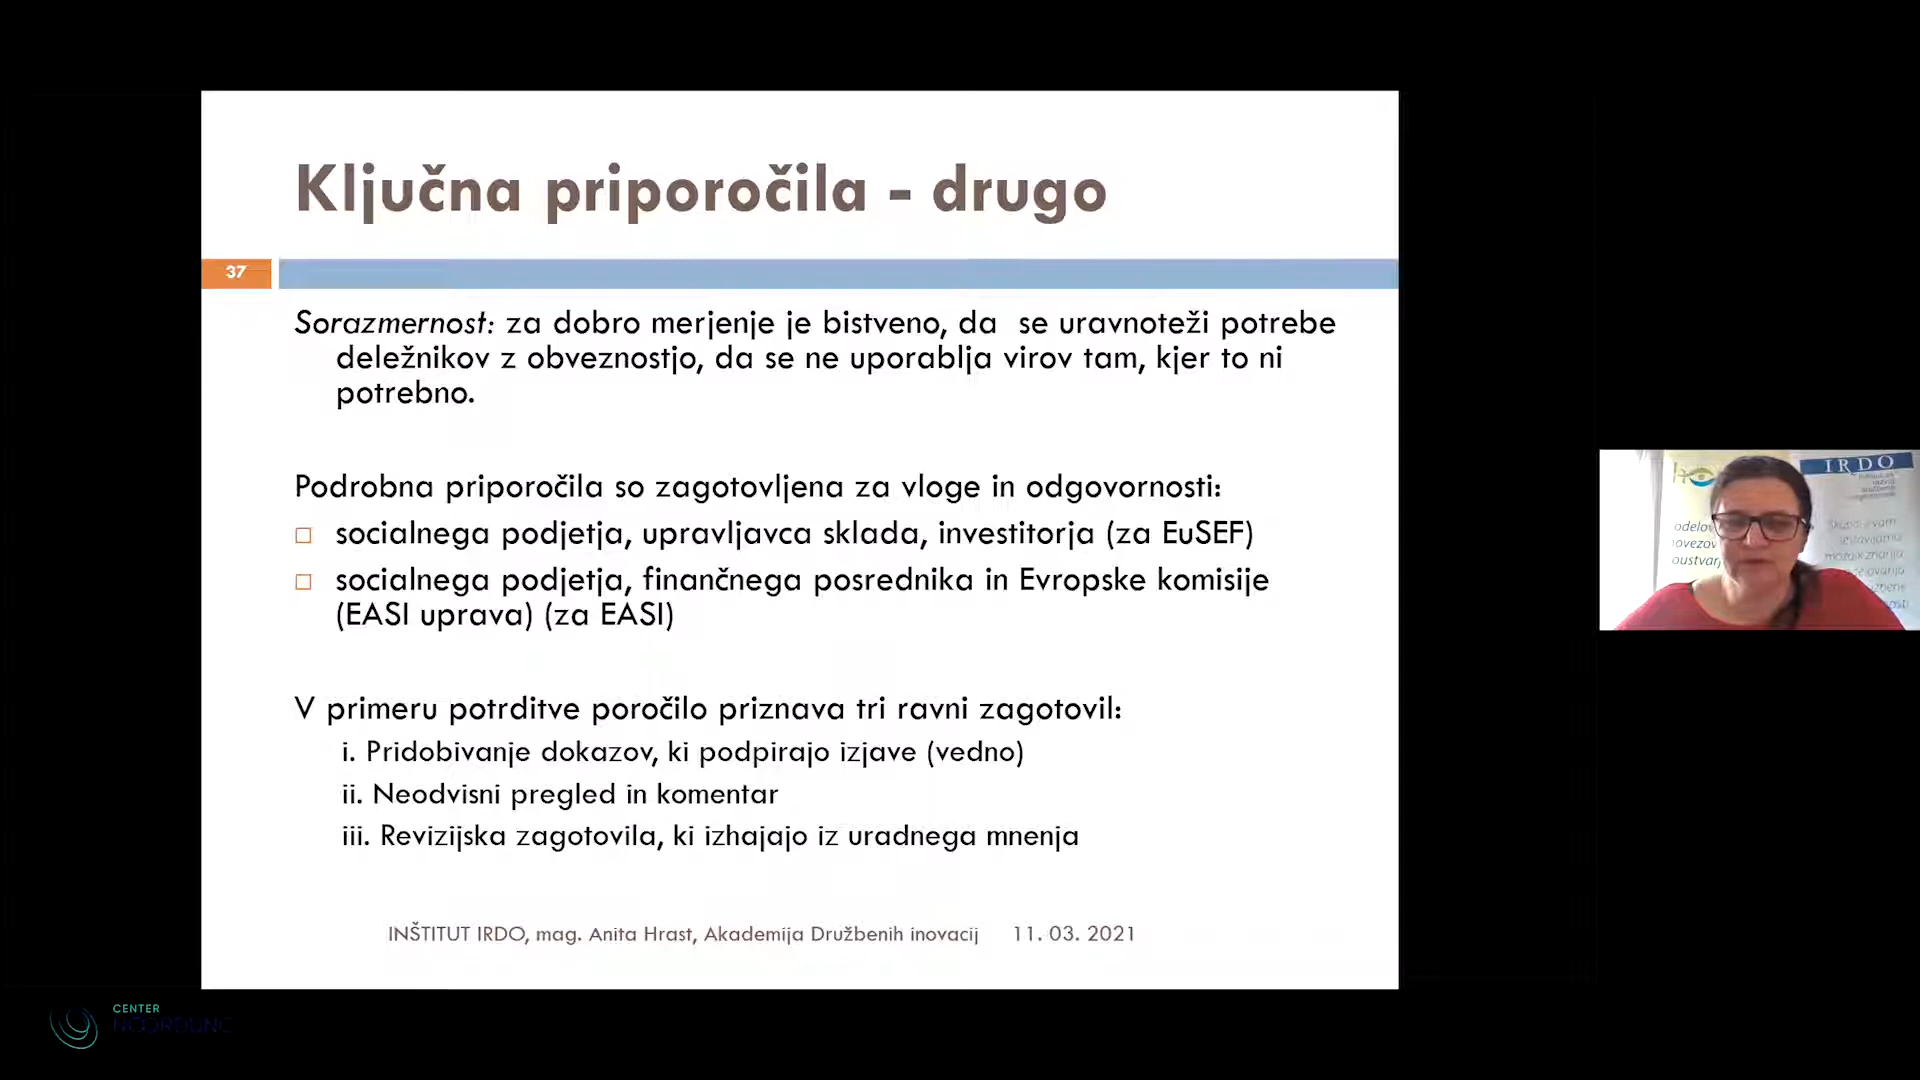 Ključna priporočila - drugo
37
Sorazmernost: za dobro merjenje je bistveno, da se uravnoteži potrebe
deležnikov z obveznostjo, da se ne uporablja virov tam, kjer to ni
potrebno.
Podrobna priporočila so zagotovljena za vloge in odgovornosti:
socialnega podjetja, upravljavca sklada, investitorja (za EuSEF)
socialnega podjetja, finančnega posrednika in Evropske komisije
(EASI uprava) (za EASI)
V primeru potrditve poročilo priznava tri ravni zagotovil:
i. Pridobivanje dokazov, ki podpirajo izjave (vedno)
ii. Neodvisni pregled in komentar
iii. Revizijska zagotovila, ki izhajajo iz uradnega mnenja
INŠTITUT IRDO, mag. Anita Hrast, Akademija Družbenih inovacij 11. 03. 2021
IRDO
CENTER
NOORDUNG